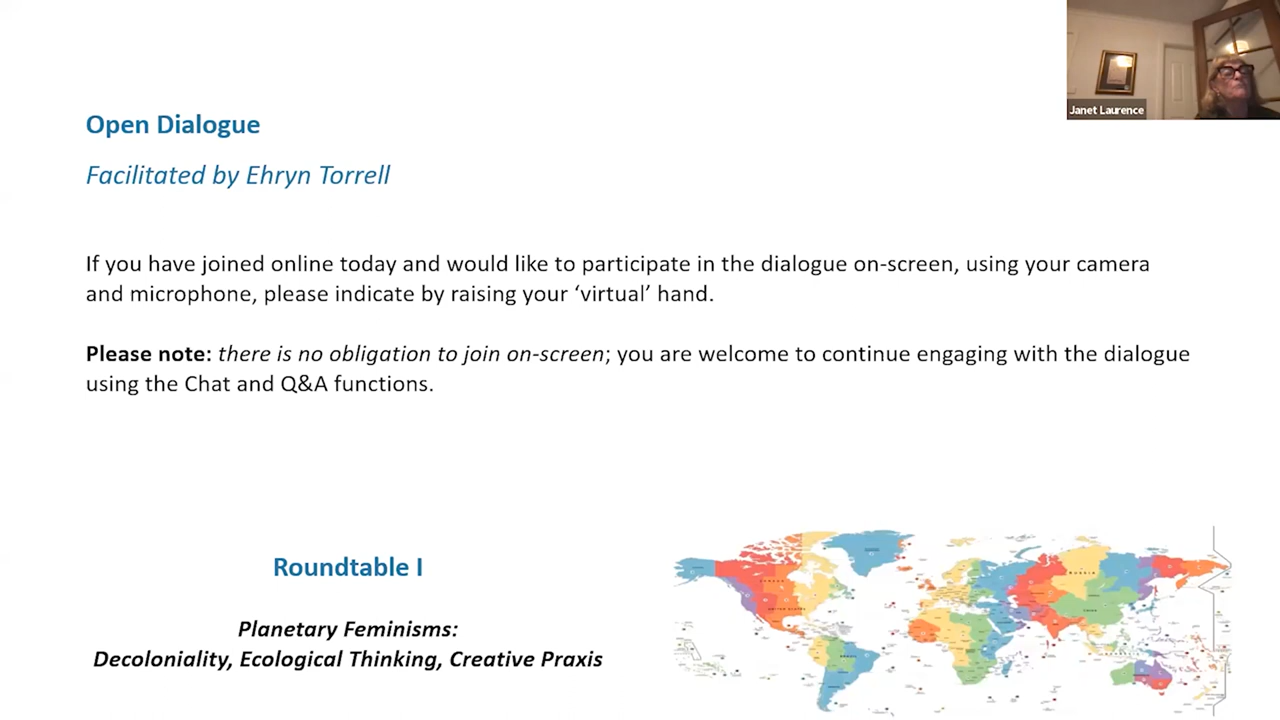 Janet Laurence
Open Dialogue
Facilitated by Ehryn Torrell
If you have joined online today and would like to participate in the dialogue on-screen, using your camera
and microphone, please indicate by raising your ‘virtual’ hand.
Please note: there is no obligation to join on-screen; you are welcome to continue engaging with the dialogue
using the Chat and Q&A functions.
Roundtable I
Planetary Feminisms:
Decoloniality, Ecological Thinking, Creative Praxis